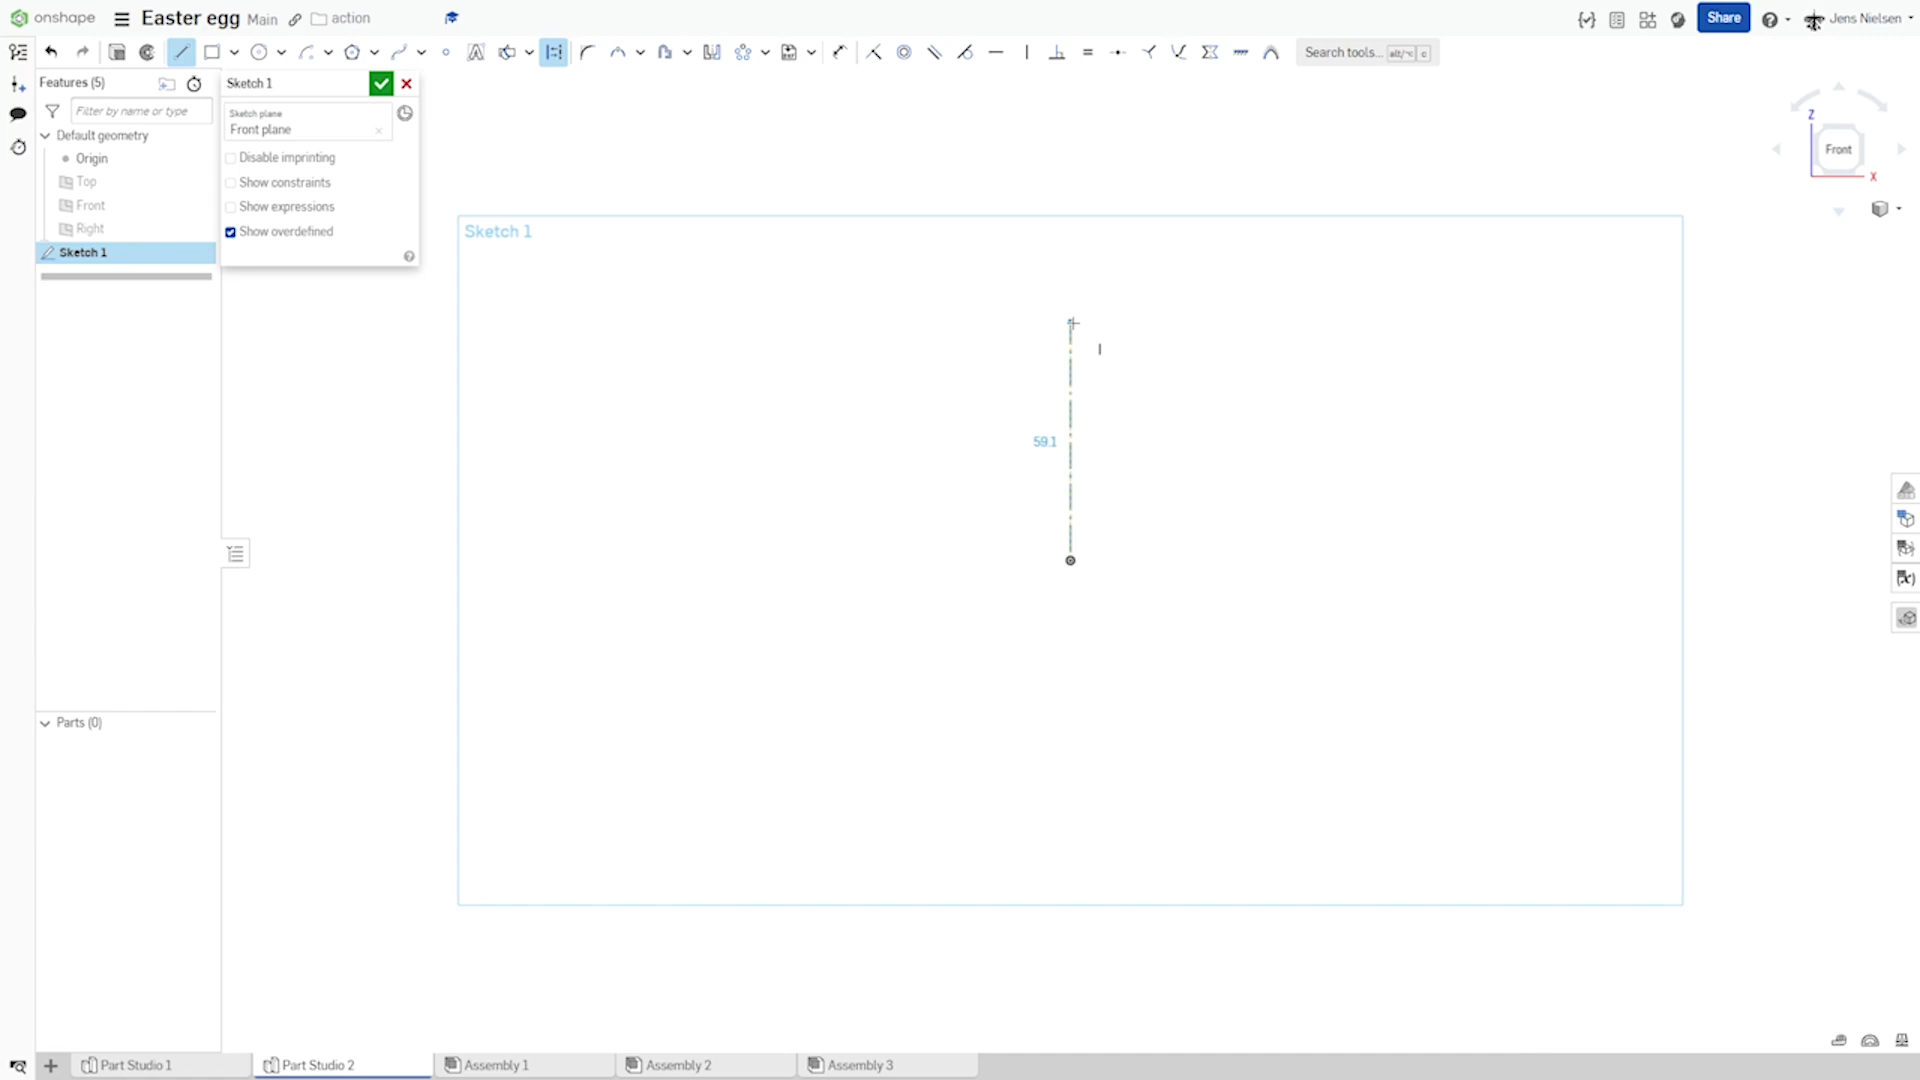 onshape
Easter egg
Main
action
Share
Jens Nielsen
Search tools... alt/⌥ c
Features (5)
Filter by name or type
Default geometry
Origin
Top
Front
Right
Sketch 1
Sketch 1
Sketch plane
Front plane
Disable imprinting
Show constraints
Show expressions
Show overdefined
Sketch 1
59.1
Z
Front
X
Parts (0)
Part Studio 1
Part Studio 2
Assembly 1
Assembly 2
Assembly 3